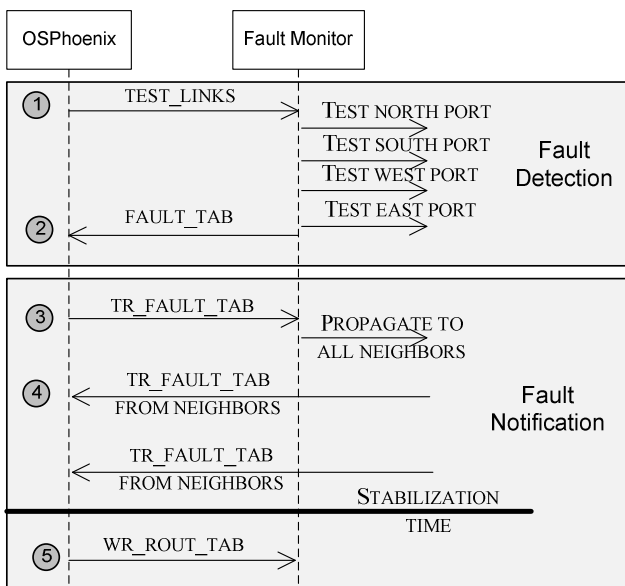 OSPhoenix
Fault Monitor
1
TEST_LINKS
TEST NORTH PORT
TEST SOUTH PORT
TEST WEST PORT
TEST EAST PORT
Fault
Detection
2
FAULT_TAB
3
TR_FAULT_TAB
PROPAGATE TO
ALL NEIGHBORS
4
TR_FAULT_TAB
FROM NEIGHBORS
Fault
Notification
TR_FAULT_TAB
FROM NEIGHBORS
STABILIZATION
TIME
5
WR_ROUT_TAB